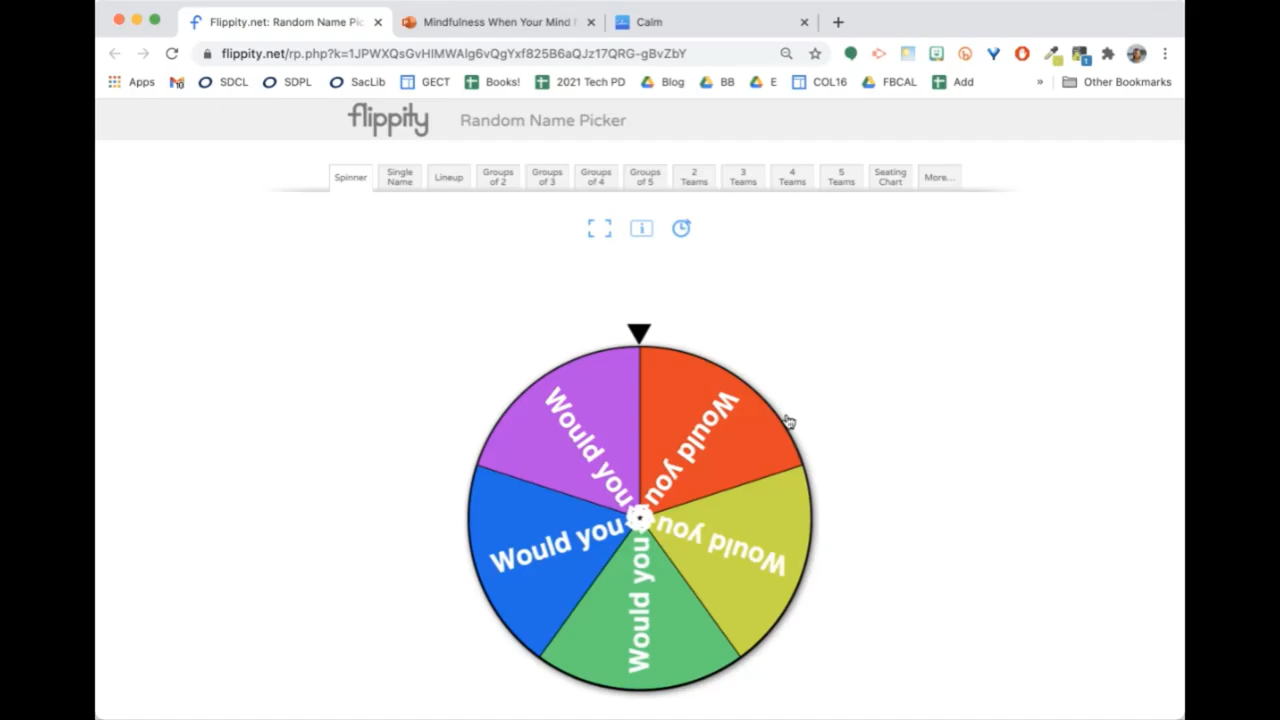 Flippity.net: Random Name Pic
Mindfulness When Your Mind
Calm
flippity.net/rp.php?k=1JPWXQsGvHIMWAlg6vQgYxf825B6aQJz17QRG-gBvZbY
Apps
SDCL
SDPL
SacLib
GECT
Books!
2021 Tech PD
Blog
BB
E
COL16
FBCAL
Add
»
Other Bookmarks
flippity
Random Name Picker
Spinner
Single
Name
Lineup
Groups
of 2
Groups
of 3
Groups
of 4
Groups
of 5
2
Teams
3
Teams
4
Teams
5
Teams
Seating
Chart
More...
Would you
Would you
Would you
Would you
Would you